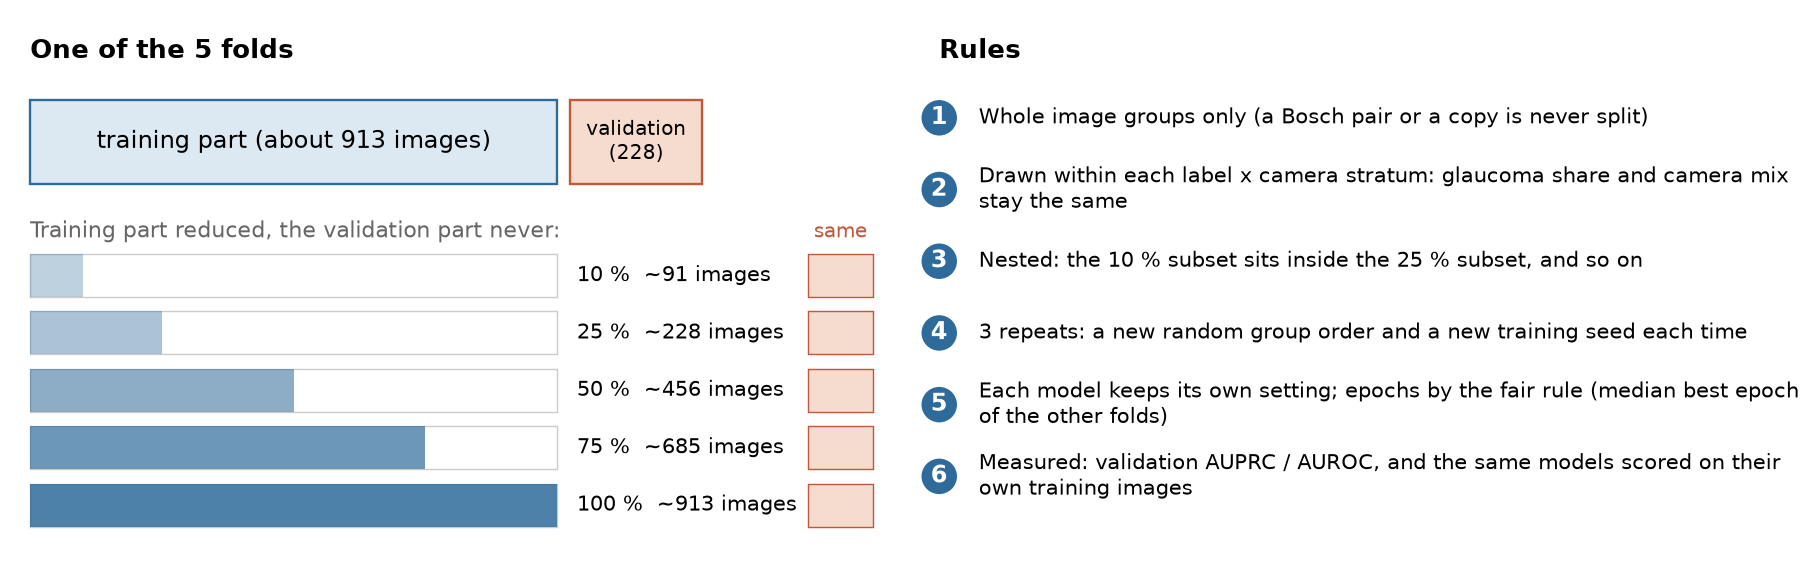 One of the 5 folds
training part (about 913 images)
validation
(228)
Training part reduced, the validation part never:
same
10 % ~91 images
25 % ~228 images
50 % ~456 images
75 % ~685 images
100 % ~913 images
Rules
1 Whole image groups only (a Bosch pair or a copy is never split)
2 Drawn within each label x camera stratum: glaucoma share and camera mix
stay the same
3 Nested: the 10 % subset sits inside the 25 % subset, and so on
4 3 repeats: a new random group order and a new training seed each time
5 Each model keeps its own setting; epochs by the fair rule (median best epoch
of the other folds)
6 Measured: validation AUPRC / AUROC, and the same models scored on their
own training images